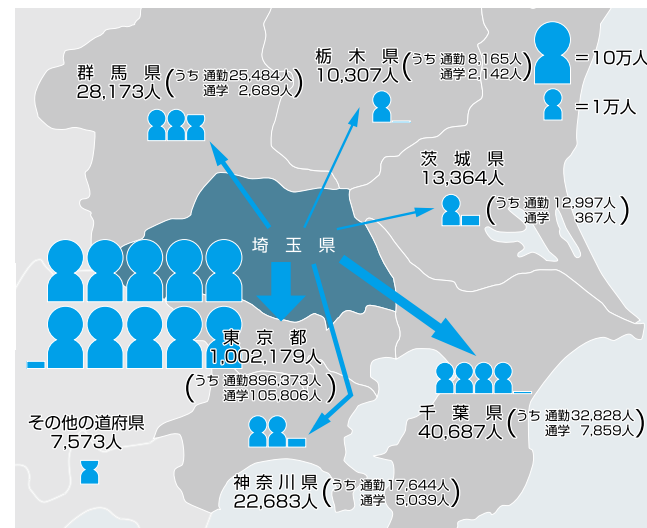 ＝10万人
＝1万人
群馬県
28,173人
(うち 通勤25,484人
通学 2,689人)
栃木県
10,307人
(うち 通勤 8,165人
通学 2,142人)
茨城県
13,364人
(うち 通勤 12,997人
通学 367人)
埼玉県
東京都
1,002,179人
(うち 通勤896,373人
通学105,806人)
その他の道府県
7,573人
千葉県
40,687人
(うち 通勤32,828人
通学 7,859人)
神奈川県
22,683人
(うち 通勤17,644人
通学 5,039人)